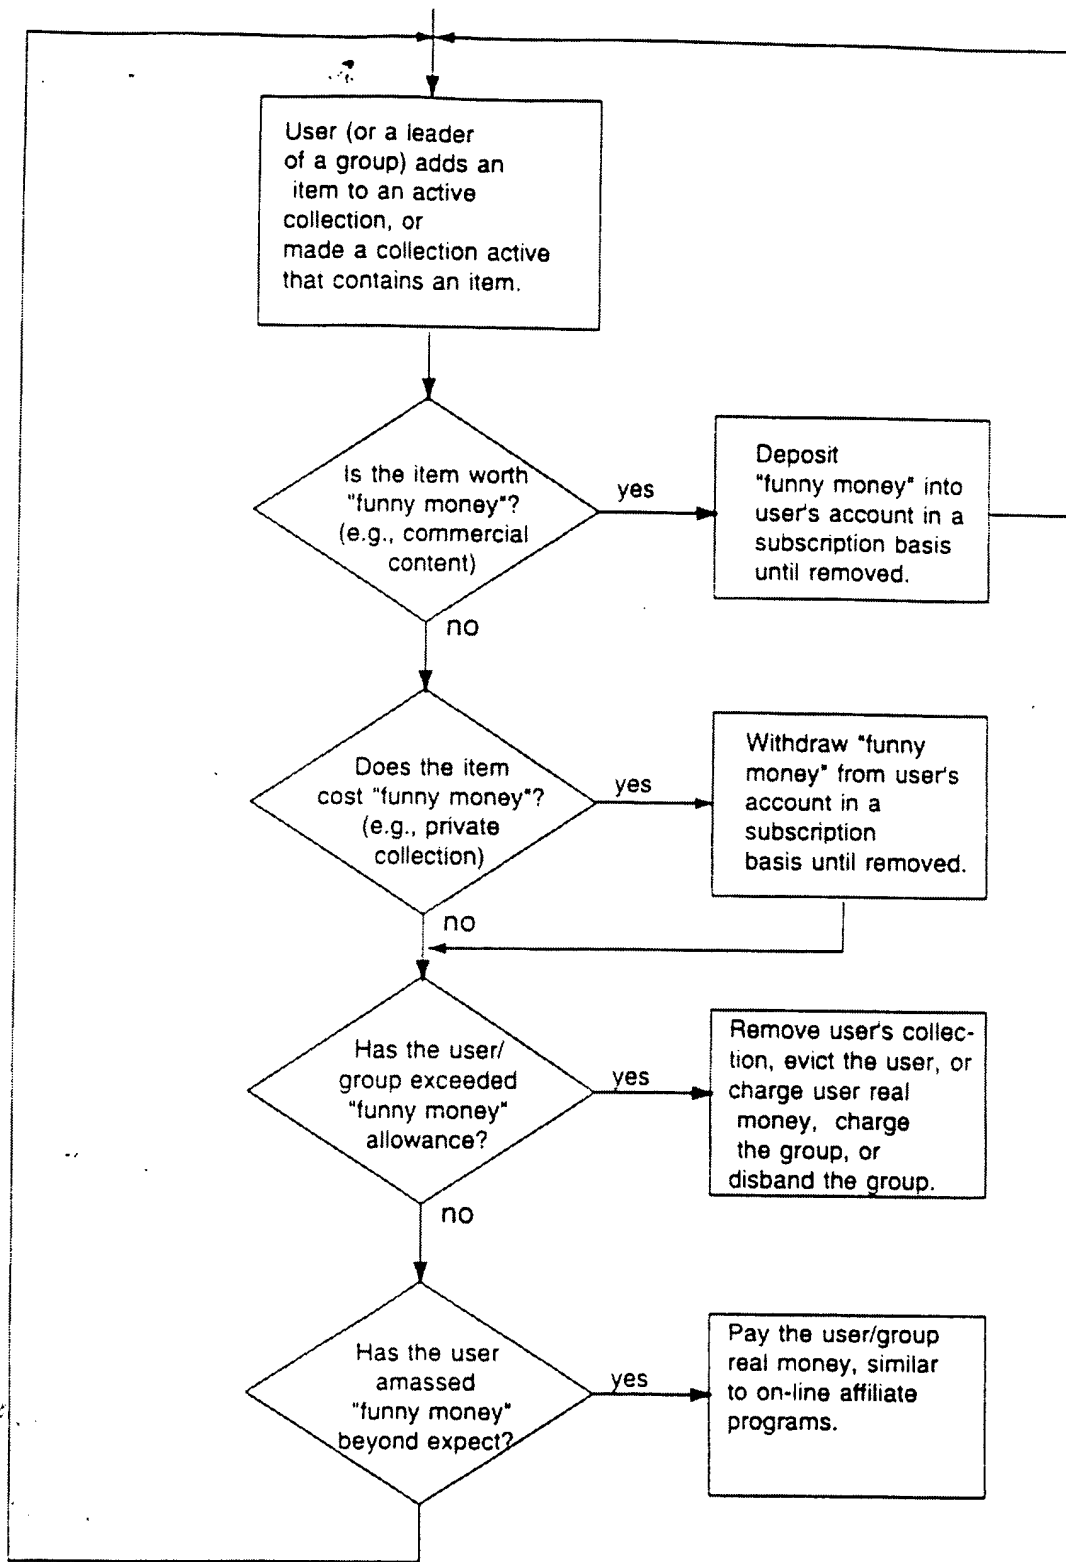 User (or a leader
of a group) adds an
item to an active
collection, or
made a collection active
that contains an item.
Is the item worth
"funny money"?
(e.g., commercial
content)
yes
Deposit
"funny money" into
user's account in a
subscription basis
until removed.
no
Does the item
cost "funny money"?
(e.g., private
collection)
yes
Withdraw "funny
money" from user's
account in a
subscription
basis until removed.
no
Has the user/
group exceeded
"funny money"
allowance?
yes
Remove user's collec-
tion, evict the user, or
charge user real
money, charge
the group, or
disband the group.
no
Has the user
amassed
"funny money"
beyond expect?
yes
Pay the user/group
real money, similar
to on-line affiliate
programs.